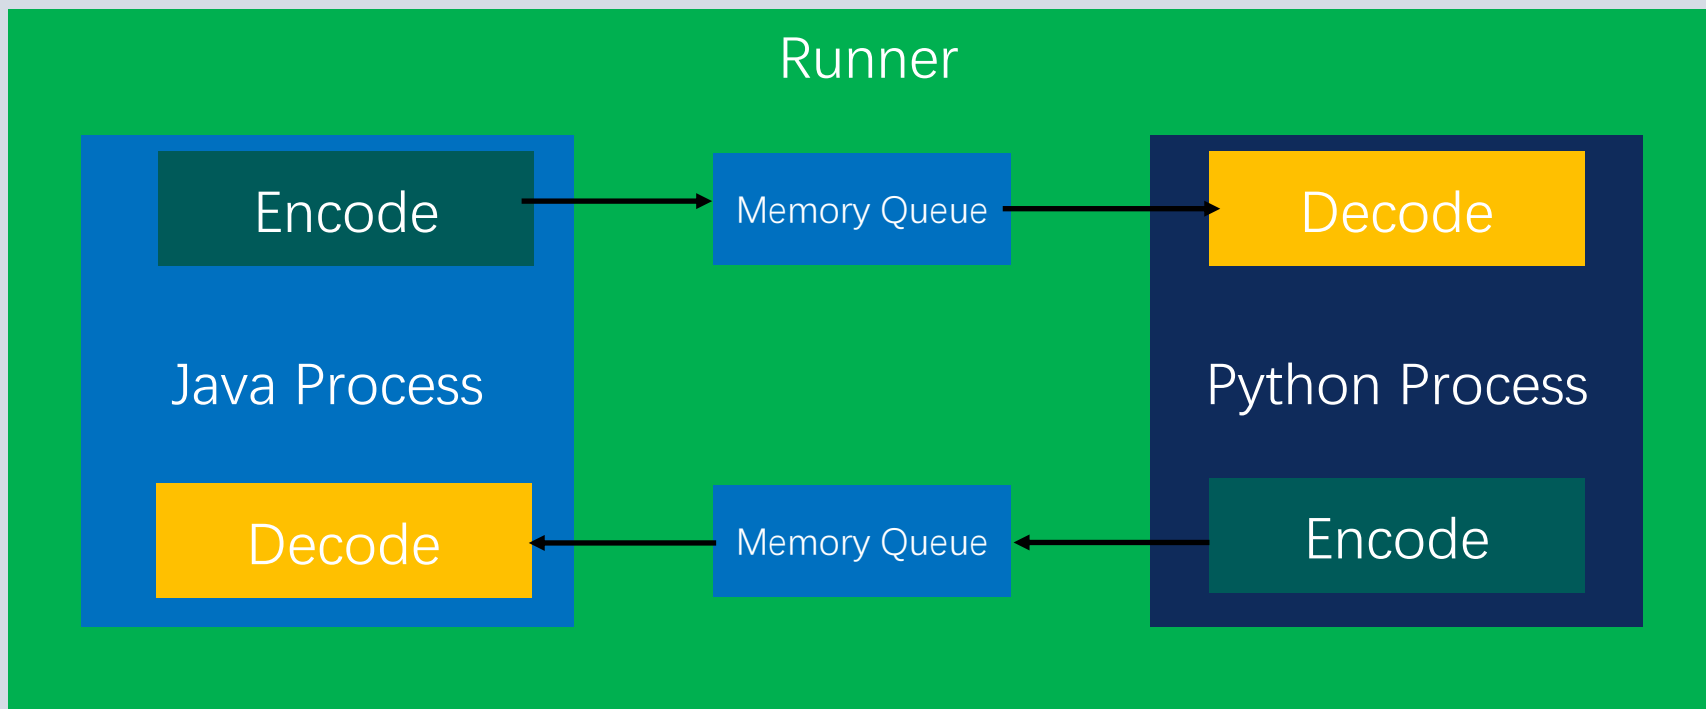 Runner
Encode
Memory Queue
Decode
Java Process
Python Process
Decode
Memory Queue
Encode